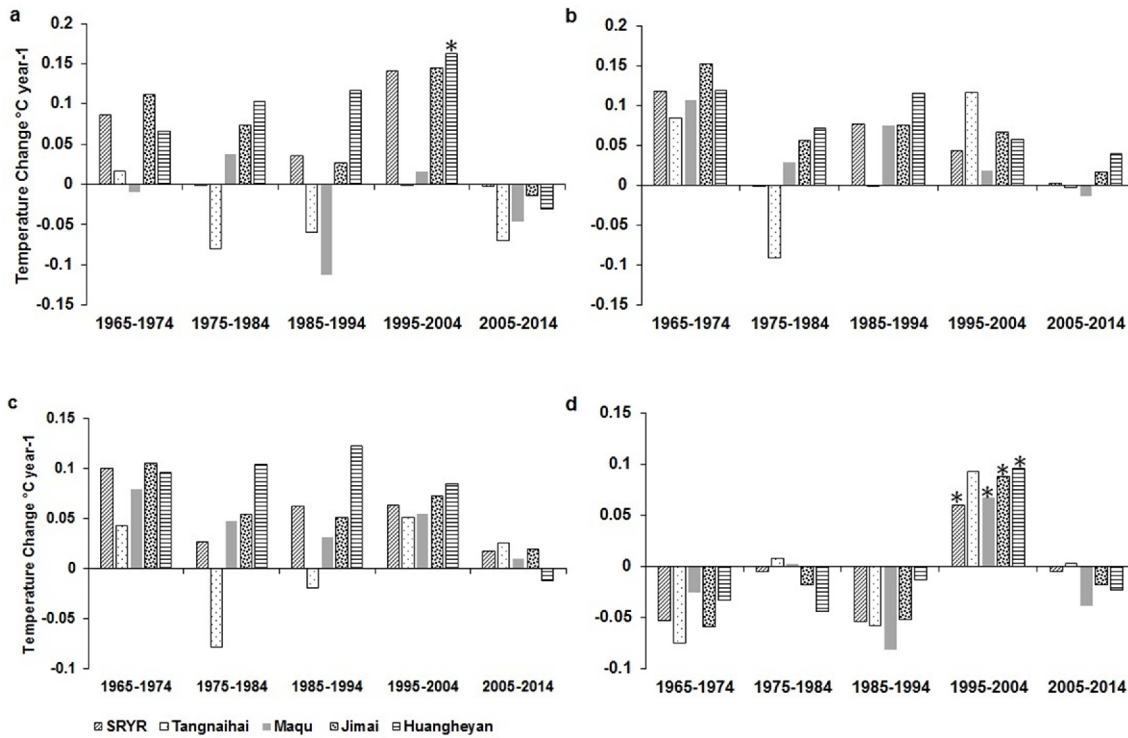 a
0.2
0.15
0.1
0.05
0
-0.05
-0.1
-0.15
Temperature Change °C year-1
*
1965-1974 1975-1984 1985-1994 1995-2004 2005-2014
b
0.2
0.15
0.1
0.05
0
-0.05
-0.1
-0.15
1965-1974 1975-1984 1985-1994 1995-2004 2005-2014
c
0.15
0.1
0.05
0
-0.05
-0.1
Temperature Change °C year-1
1965-1974 1975-1984 1985-1994 1995-2004 2005-2014
d
0.15
0.1
0.05
0
-0.05
-0.1
* * * *
1965-1974 1975-1984 1985-1994 1995-2004 2005-2014
SRYR Tangnaihai Maqu Jimai Huangheyan